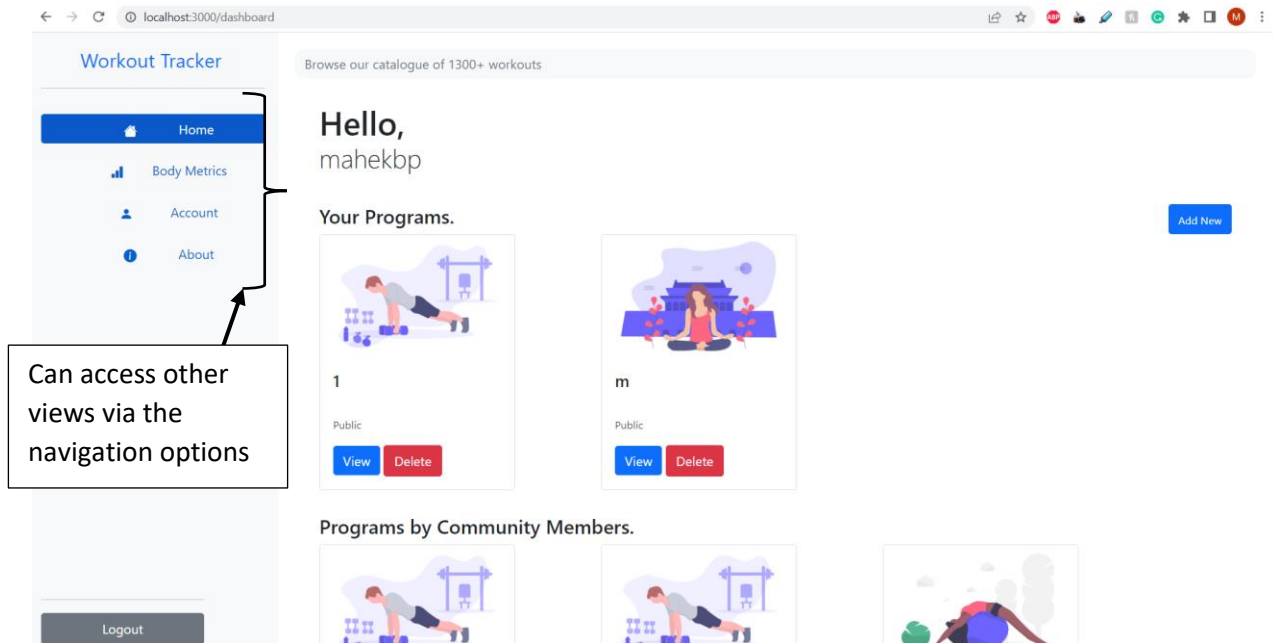 localhost:3000/dashboard
ABP
M
Workout Tracker
Browse our catalogue of 1300+ workouts
Home
Body Metrics
Account
About
Hello,
mahekbp
Your Programs.
Add New
1
m
Public
Public
View Delete
View Delete
Can access other
views via the
navigation options
Programs by Community Members.
Logout